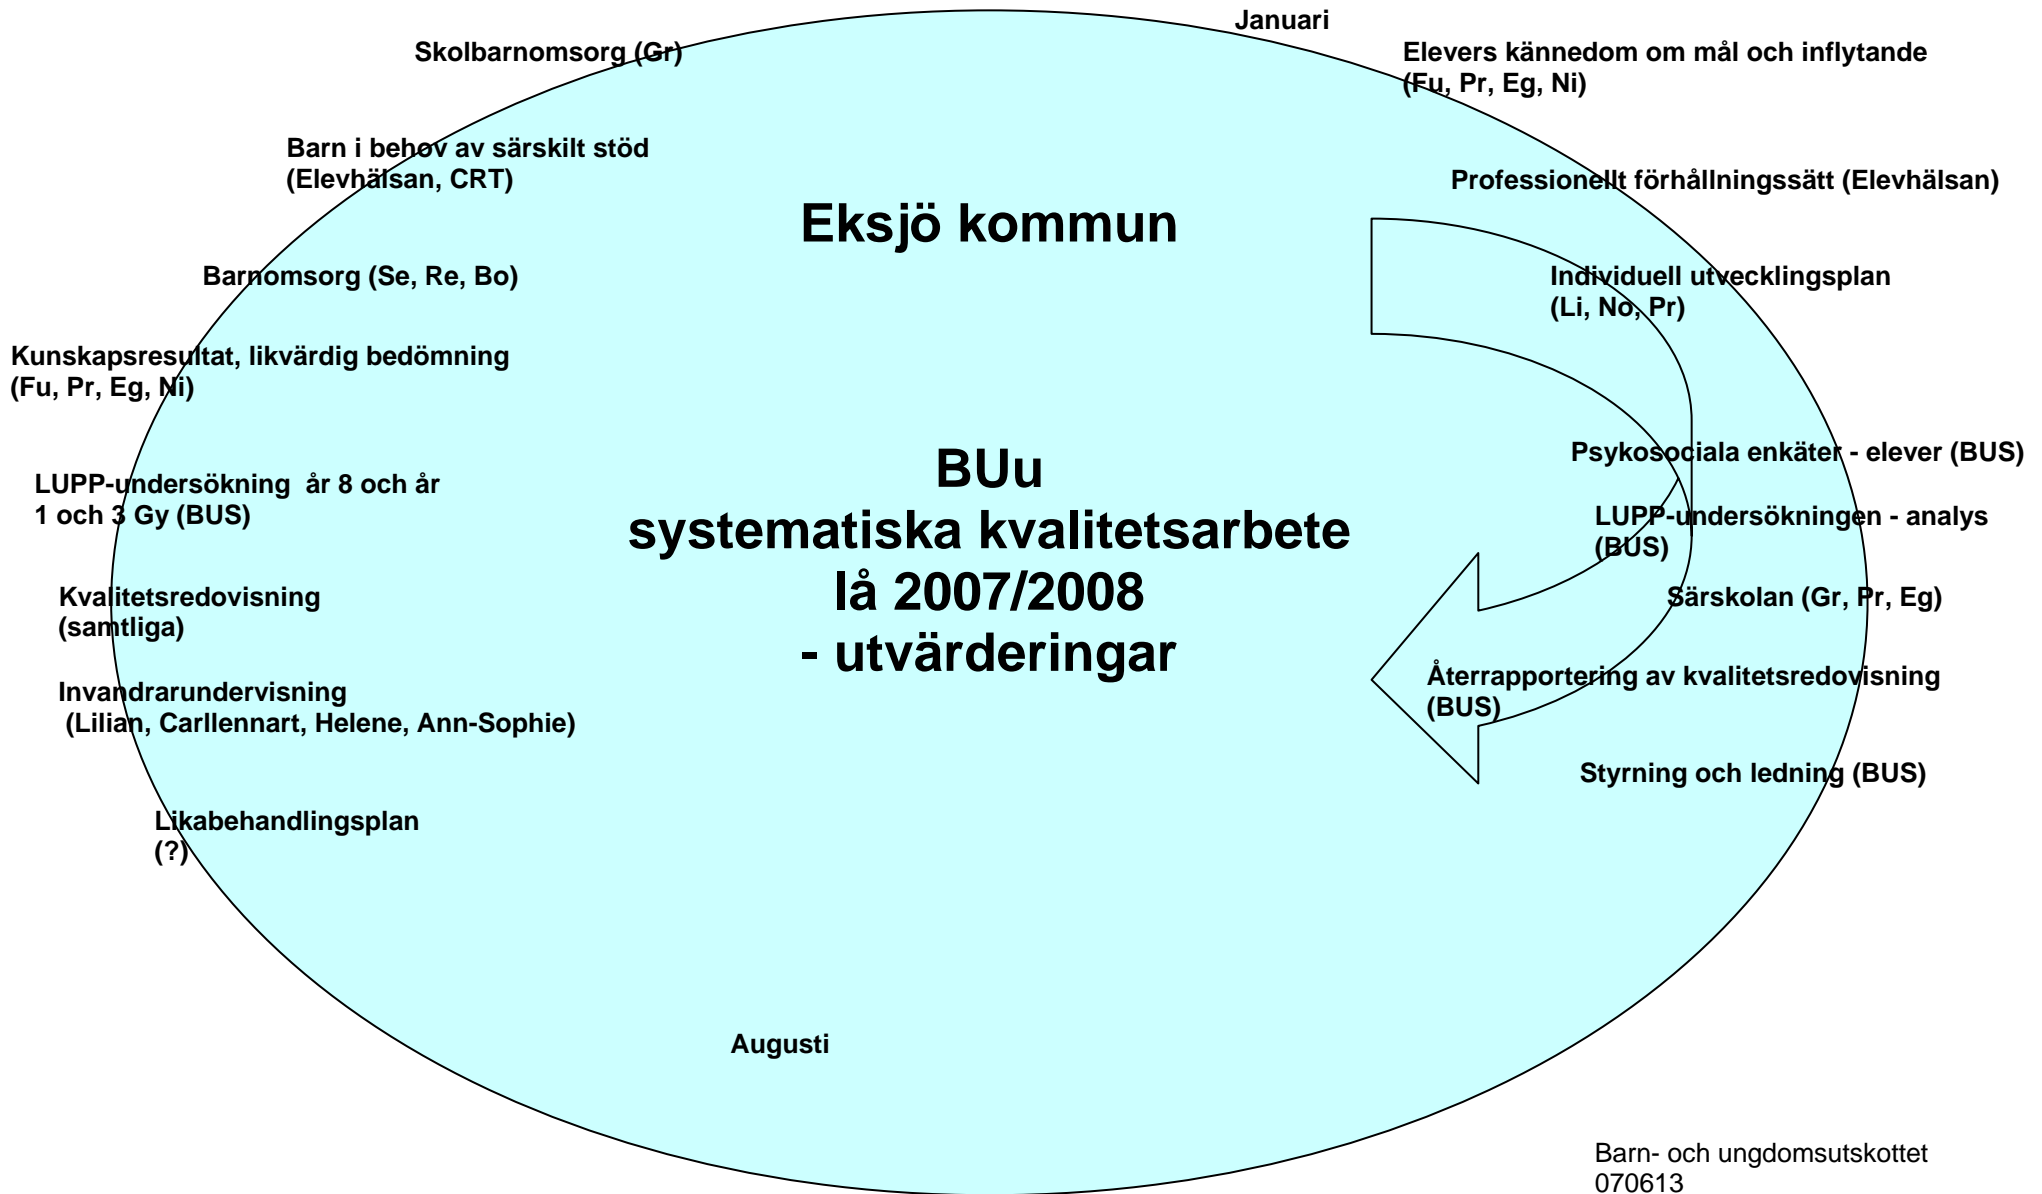 Januari
Skolbarnomsorg (Gr)
Elevers kännedom om mål och inflytande
(Fu, Pr, Eg, Ni)
Barn i behov av särskilt stöd
(Elevhälsan, CRT)
Professionellt förhållningssätt (Elevhälsan)
Eksjö kommun
Barnomsorg (Se, Re, Bo)
Individuell utvecklingsplan
(Li, No, Pr)
Kunskapsresultat, likvärdig bedömning
(Fu, Pr, Eg, Ni)
Psykosociala enkäter - elever (BUS)
BUu
systematiska kvalitetsarbete
lå 2007/2008
- utvärderingar
LUPP-undersökning  år 8 och år
1 och 3 Gy (BUS)
LUPP-undersökningen - analys
(BUS)
Kvalitetsredovisning
(samtliga)
Särskolan (Gr, Pr, Eg)
Invandrarundervisning
(Lilian, Carllennart, Helene, Ann-Sophie)
Återrapportering av kvalitetsredovisning
(BUS)
Styrning och ledning (BUS)
Likabehandlingsplan
(?)
Augusti
Barn- och ungdomsutskottet
070613